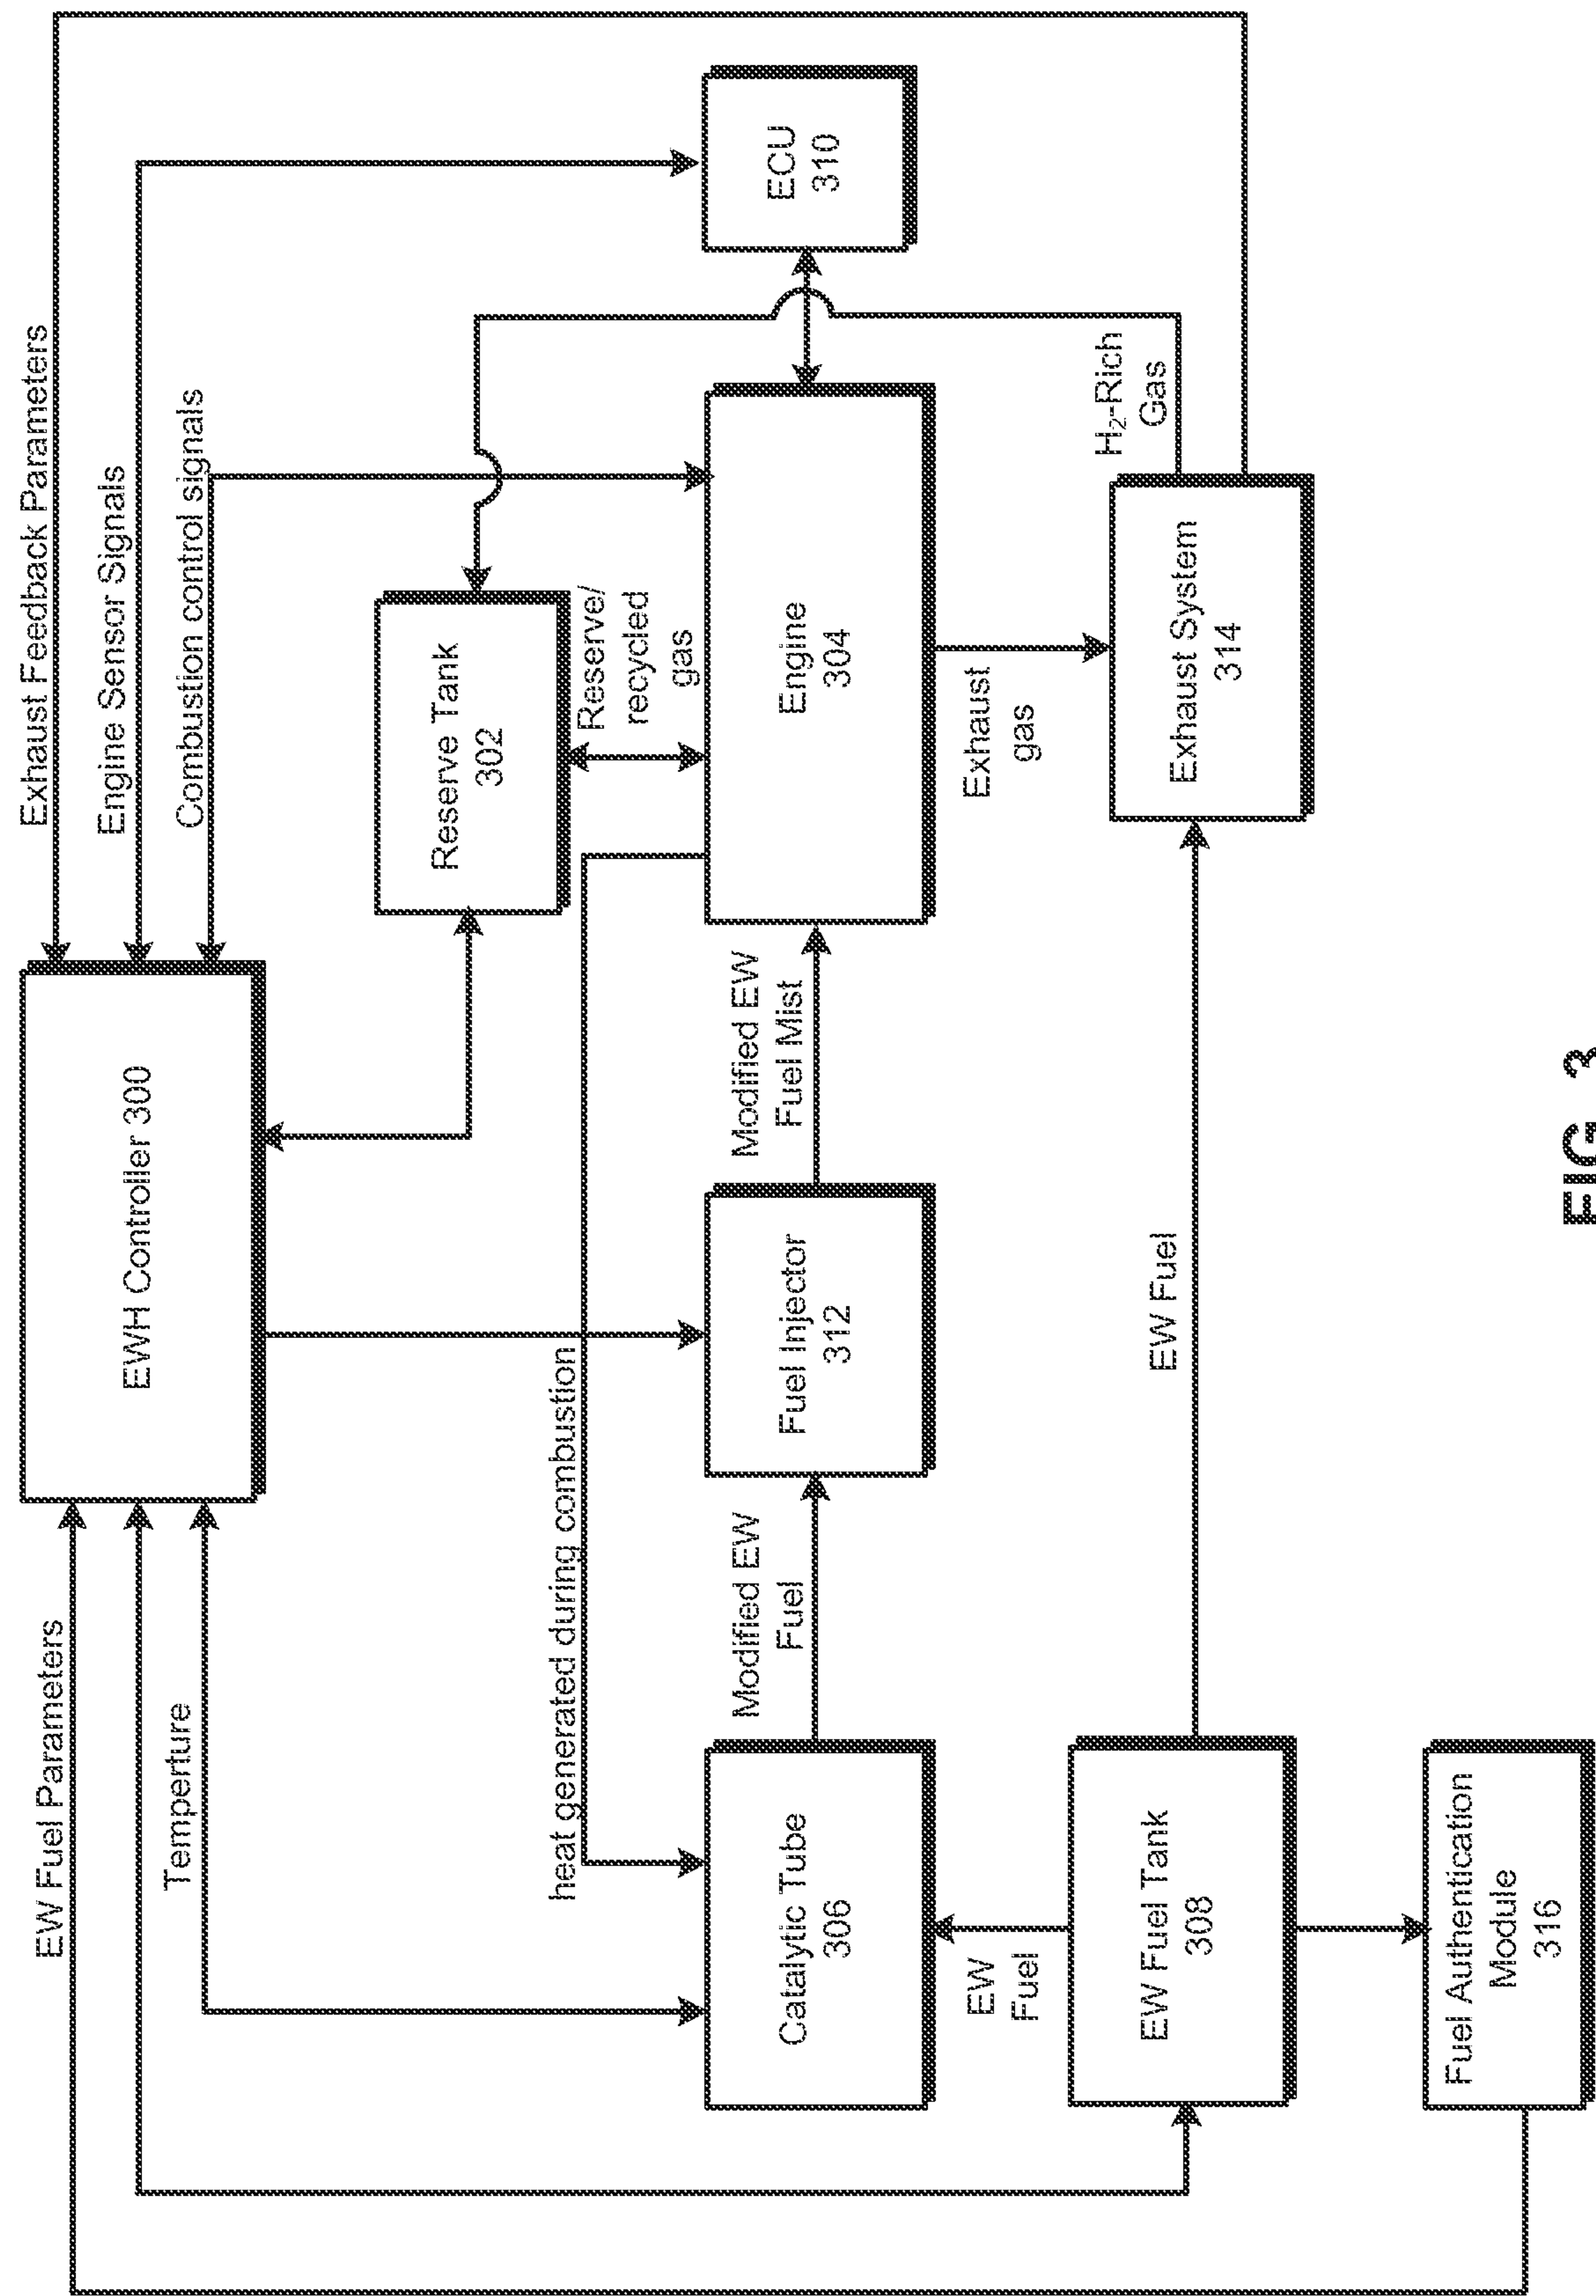 Exhaust Feedback Parameters
Engine Sensor Signals
Combustion control signals
EW Fuel Parameters
Temperture
EWH Controller 300
Reserve Tank
302
Reserve/
recycled
gas
heat generated during combustion
Catalytic Tube
306
Modified EW
Fuel
Fuel Injector
312
Modified EW
Fuel Mist
Engine
304
ECU
310
EW
Fuel
Exhaust
gas
H₂-Rich
Gas
EW Fuel Tank
308
EW Fuel
Exhaust System
314
Fuel Authentication
Module
316
FIG. 3